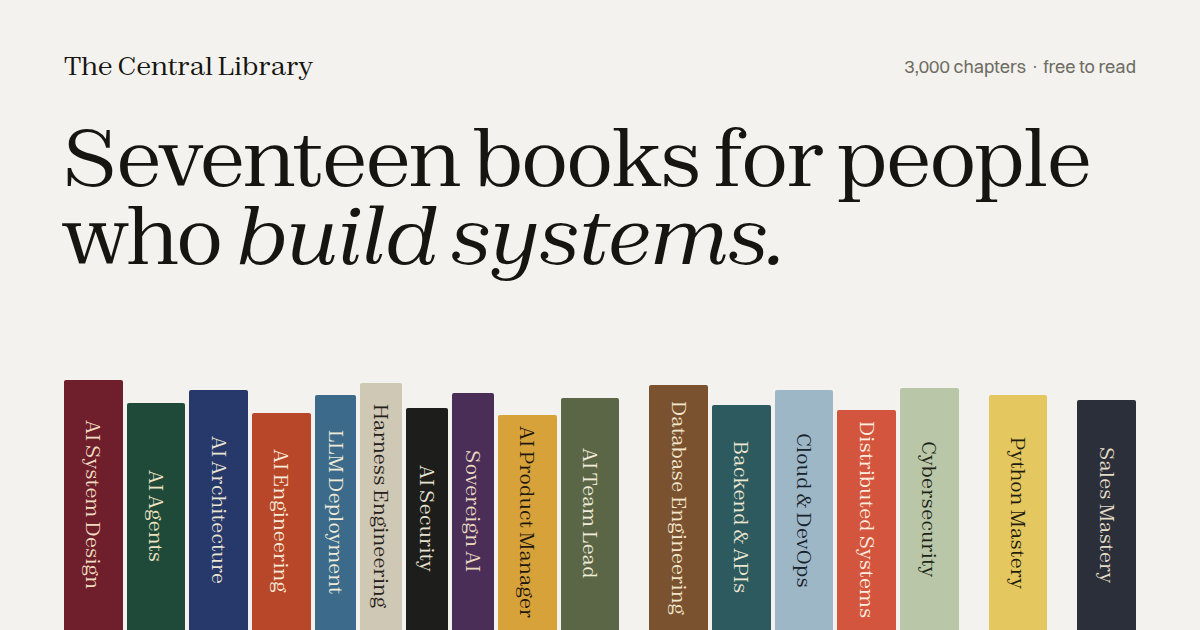 The Central Library
3,000 chapters · free to read
Seventeen books for people
who build systems.
AI System Design
AI Agents
AI Architecture
AI Engineering
LLM Deployment
Harness Engineering
AI Security
Sovereign AI
AI Product Manager
AI Team Lead
Database Engineering
Backend & APIs
Cloud & DevOps
Distributed Systems
Cybersecurity
Python Mastery
Sales Mastery